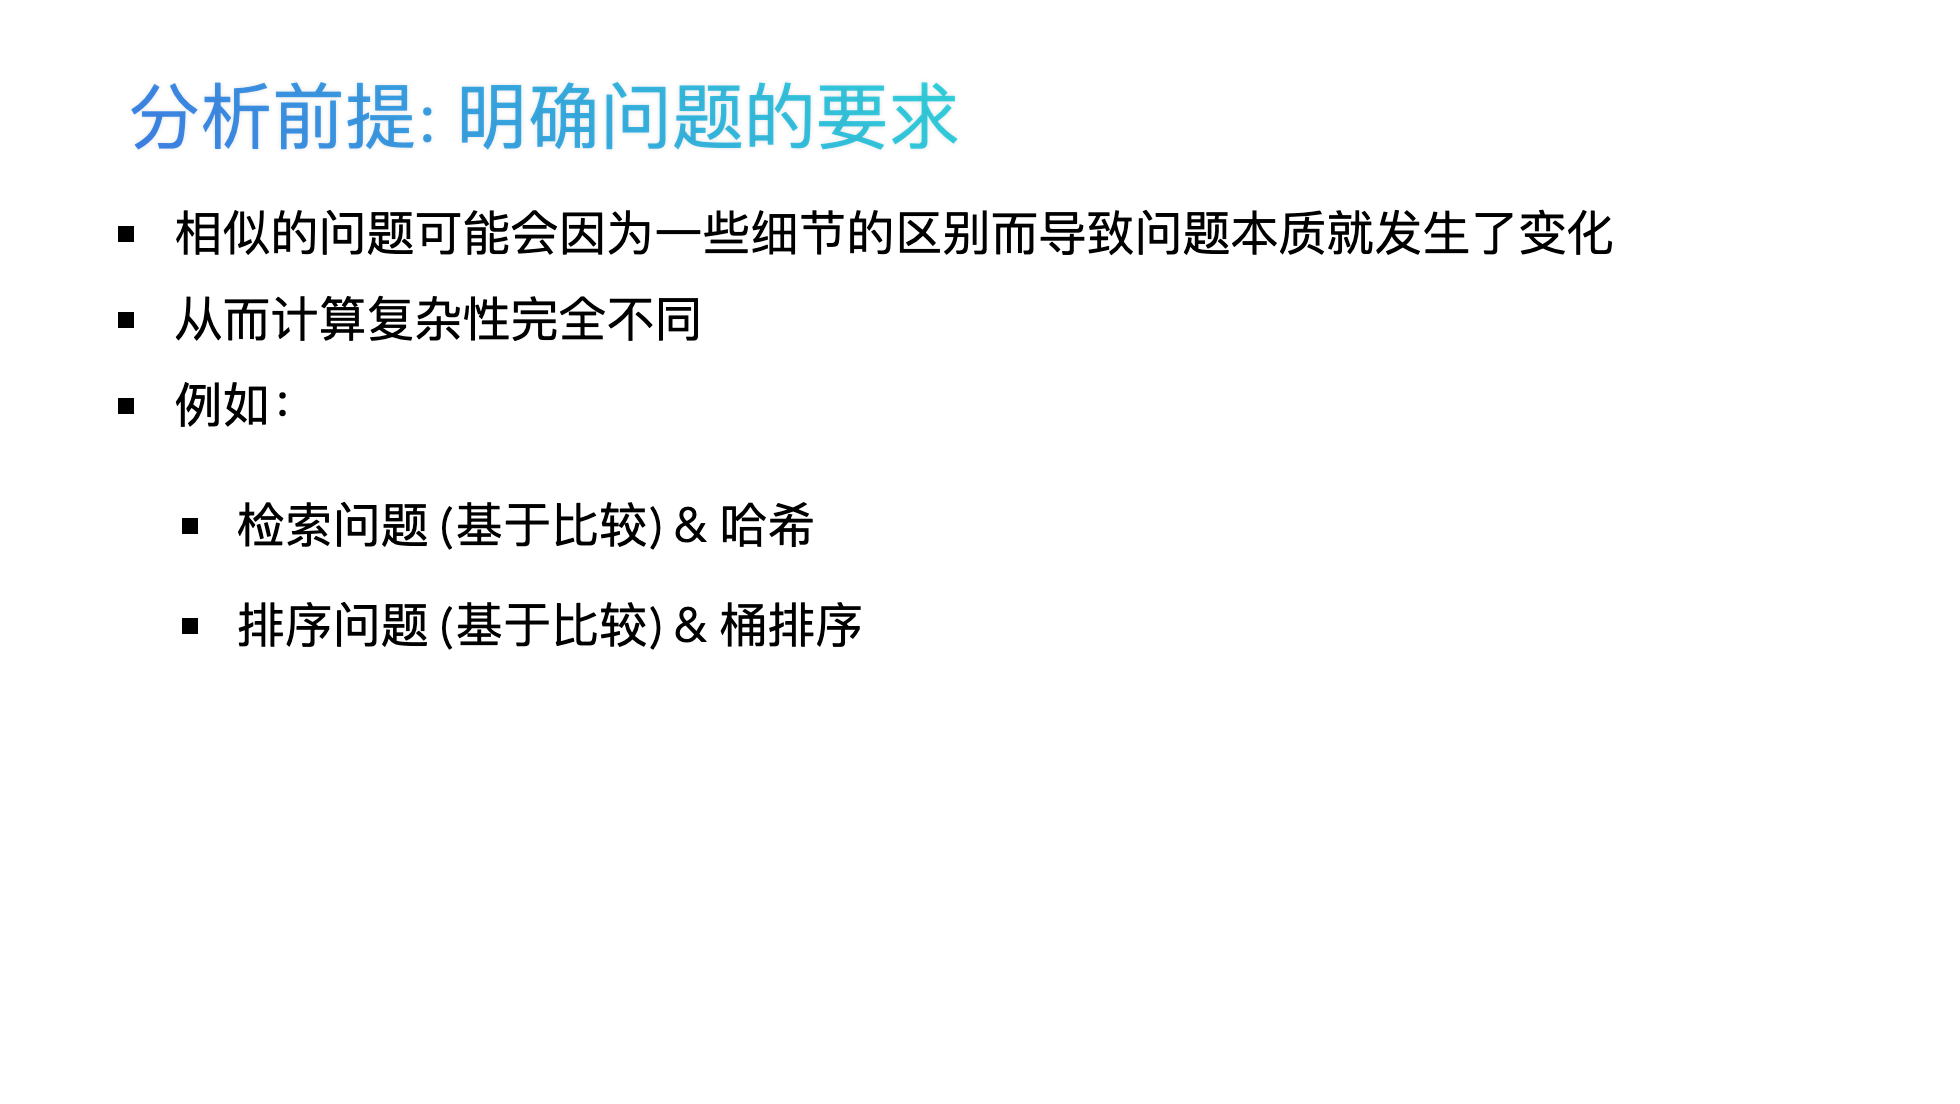 分析前提: 明确问题的要求
▪ 相似的问题可能会因为一些细节的区别而导致问题本质就发生了变化
▪ 从而计算复杂性完全不同
▪ 例如：
▪ 检索问题 (基于比较) & 哈希
▪ 排序问题 (基于比较) & 桶排序